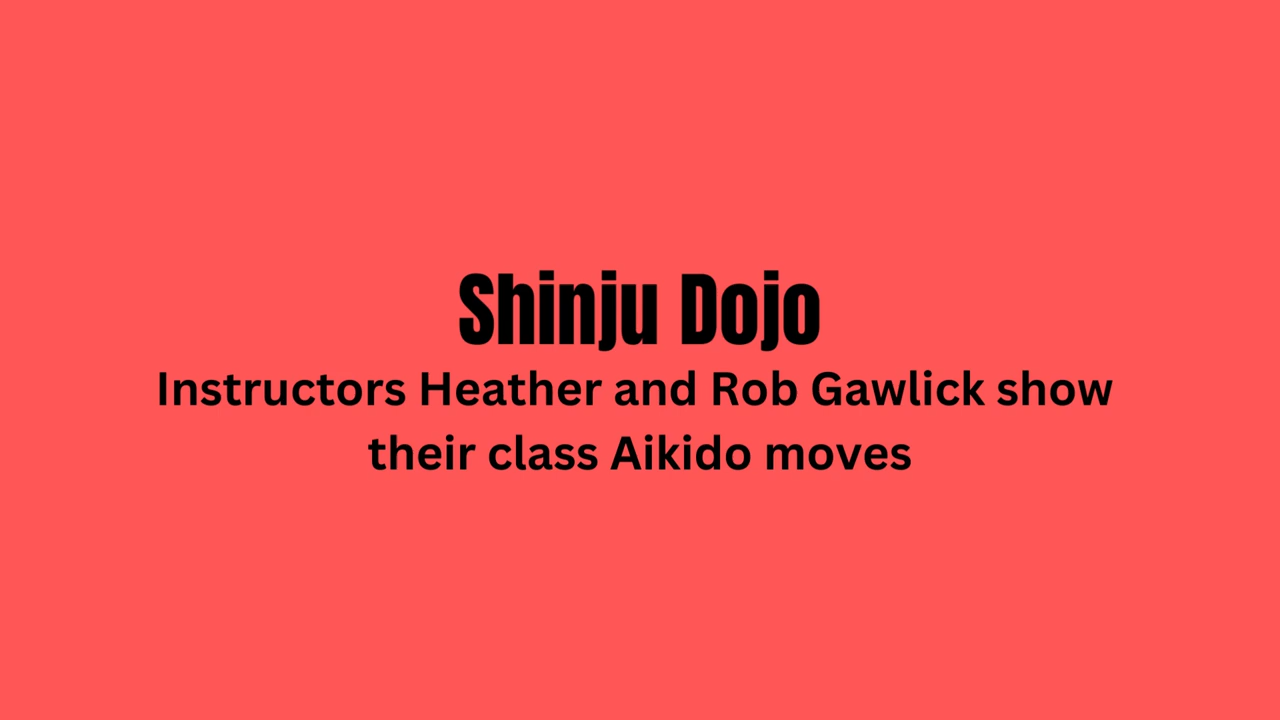 Shinju Dojo
Instructors Heather and Rob Gawlick show
their class Aikido moves